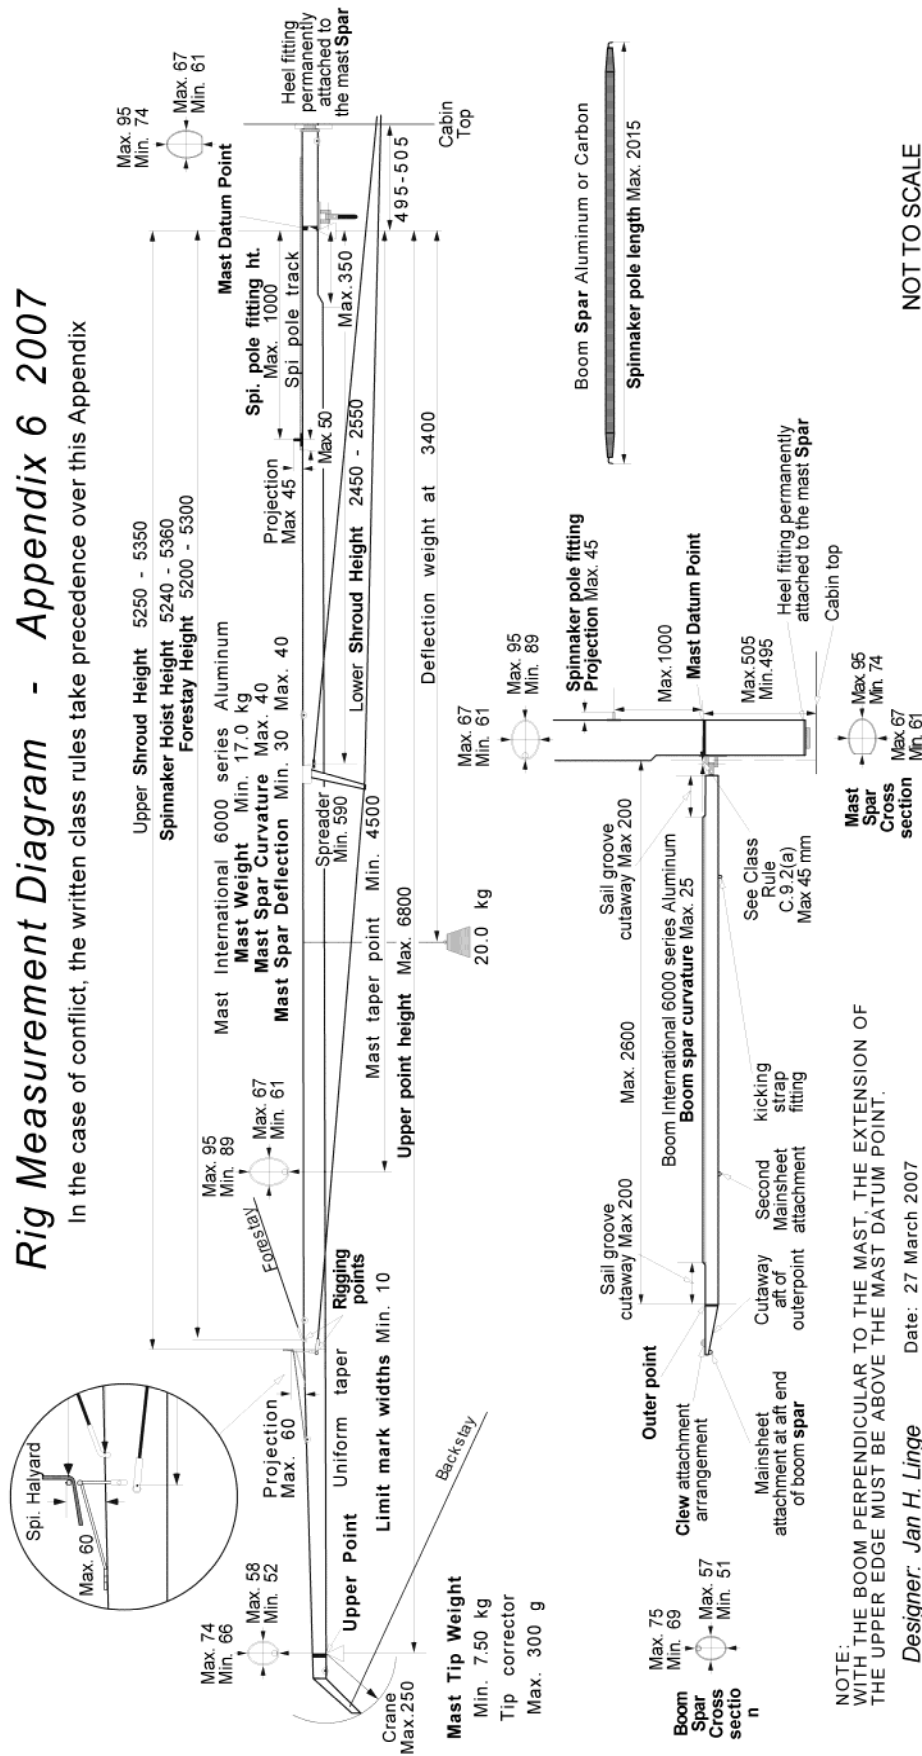 Rig Measurement Diagram - Appendix 6 2007
In the case of conflict, the written class rules take precedence over this Appendix
Spi. Halyard
Max. 60
Upper Shroud Height 5250 - 5350
Spinnaker Hoist Height 5240 - 5360
Forestay Height 5200 - 5300
Mast International 6000 series Aluminum
Mast Weight Min. 17.0 kg
Mast Spar Curvature Max. 40
Mast Spar Deflection Min. 30 Max. 40
Max. 95
Min. 74
Max. 67
Min. 61
Mast Datum Point
Heel fitting
permanently
attached to
the mast Spar
Spi. pole fitting ht.
Max. 1000
Spi pole track
Projection
Max 45
Max.50
Max.350
495-505
Cabin
Top
Max. 74
Min. 66
Max. 58
Min. 52
Projection
Max. 60
Forestay
Max. 95
Min. 89
Max. 67
Min. 61
Spreader
Min. 590
Lower Shroud Height 2450 - 2550
Rigging
points
Uniform taper
Limit mark widths Min. 10
Mast taper point Min. 4500
Upper Point
Upper point height Max. 6800
Deflection weight at 3400
20.0 kg
Crane
Max.250
Backstay
Mast Tip Weight
Min. 7.50 kg
Tip corrector
Max. 300 g
Boom Spar Aluminum or Carbon
Spinnaker pole length Max. 2015
Max. 67
Min. 61
Max. 95
Min. 89
Spinnaker pole fitting
Projection Max. 45
Max.1000
Mast Datum Point
Max.505
Min.495
Heel fitting permanently
attached to the mast Spar
Cabin top
Sail groove
cutaway Max 200
Max. 2600
Sail groove
cutaway Max 200
Boom International 6000 series Aluminum
Boom spar curvature Max. 25
Outer point
Clew attachment
arrangement
Mainsheet
attachment at aft end
of boom spar
Cutaway
aft of
outerpoint
Second
Mainsheet
attachment
kicking
strap
fitting
See Class
Rule
C.9.2(a)
Max 45 mm
Mast
Spar
Cross
section
Max.95
Min. 74
Max.67
Min. 61
Boom
Spar
Cross
sectio
n
Max. 75
Min. 69
Max. 57
Min. 51
NOTE:
WITH THE BOOM PERPENDICULAR TO THE MAST, THE EXTENSION OF
THE UPPER EDGE MUST BE ABOVE THE MAST DATUM POINT.
Designer: Jan H. Linge Date: 27 March 2007
NOT TO SCALE